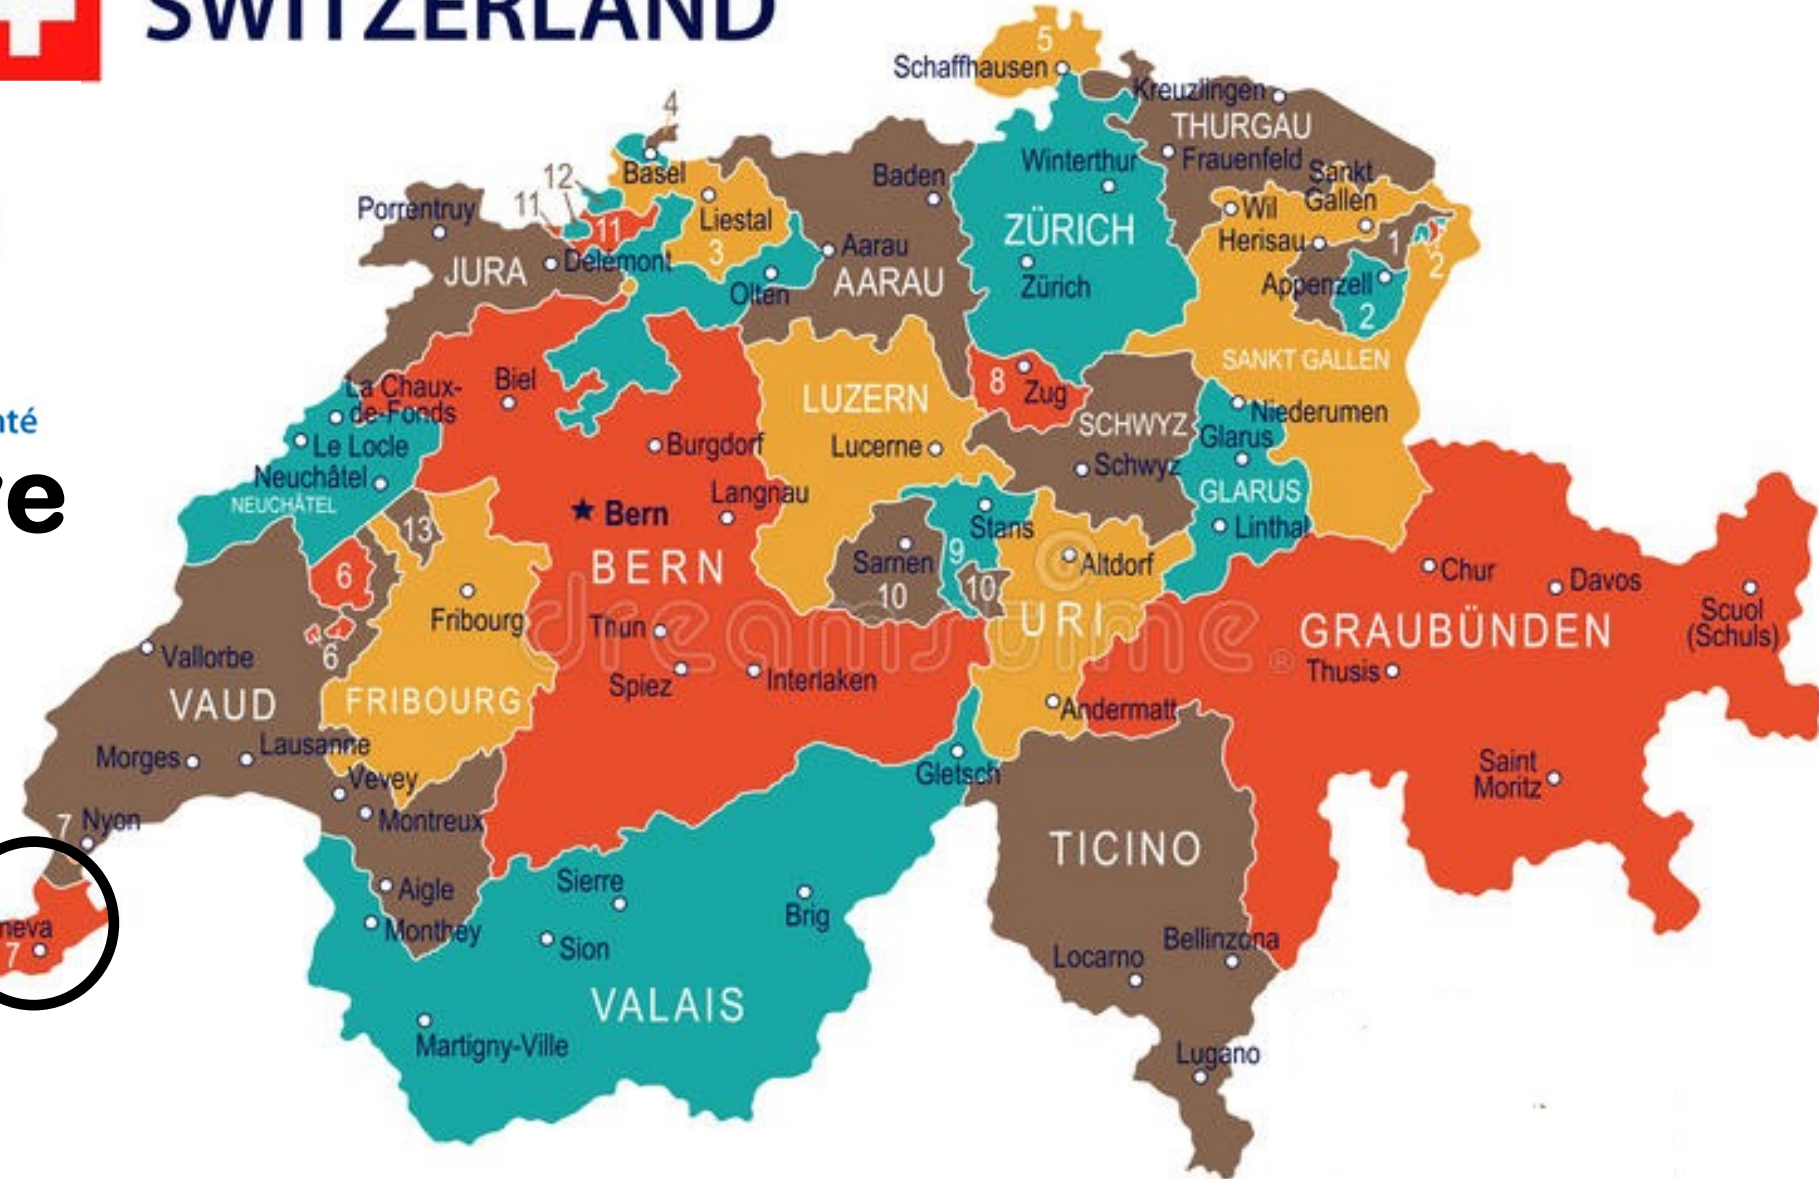 SWITZERLAND
5
Schaffhausen
4
Kreuzlingen
THURGAU
Winterthur
Frauenfeld
Basel
Baden
Sankt
Gallen
12
11
Porrentruy
11
Liestal
3
Wil
ZÜRICH
Herisau
1
2
Aarau
JURA
Delémont
AARAU
Zürich
Olten
Appenzell
2
SANKT GALLEN
La Chaux-
de-Fonds
Biel
LUZERN
8
Zug
SCHWYZ
Niederumen
Glarus
nté
Le Locle
Burgdorf
Lucerne
Schwyz
Neuchâtel
NEUCHÂTEL
Langnau
GLARUS
re
Bern
13
Stans
Linthal
BERN
Sarnen
10
9
10
Altdorf
Chur
Davos
6
Fribourg
Thun
URI
GRAUBÜNDEN
Scuol
(Schuls)
dreamstime®
6
Vallorbe
Spiez
Interlaken
Thusis
VAUD
FRIBOURG
Andermatt
Morges
Lausanne
Vevey
Gletsch
Saint
Moritz
7
Nyon
Montreux
TICINO
Aigle
Sierre
Brig
neva
7
Monthey
Sion
Locarno
Bellinzona
VALAIS
Martigny-Ville
Lugano